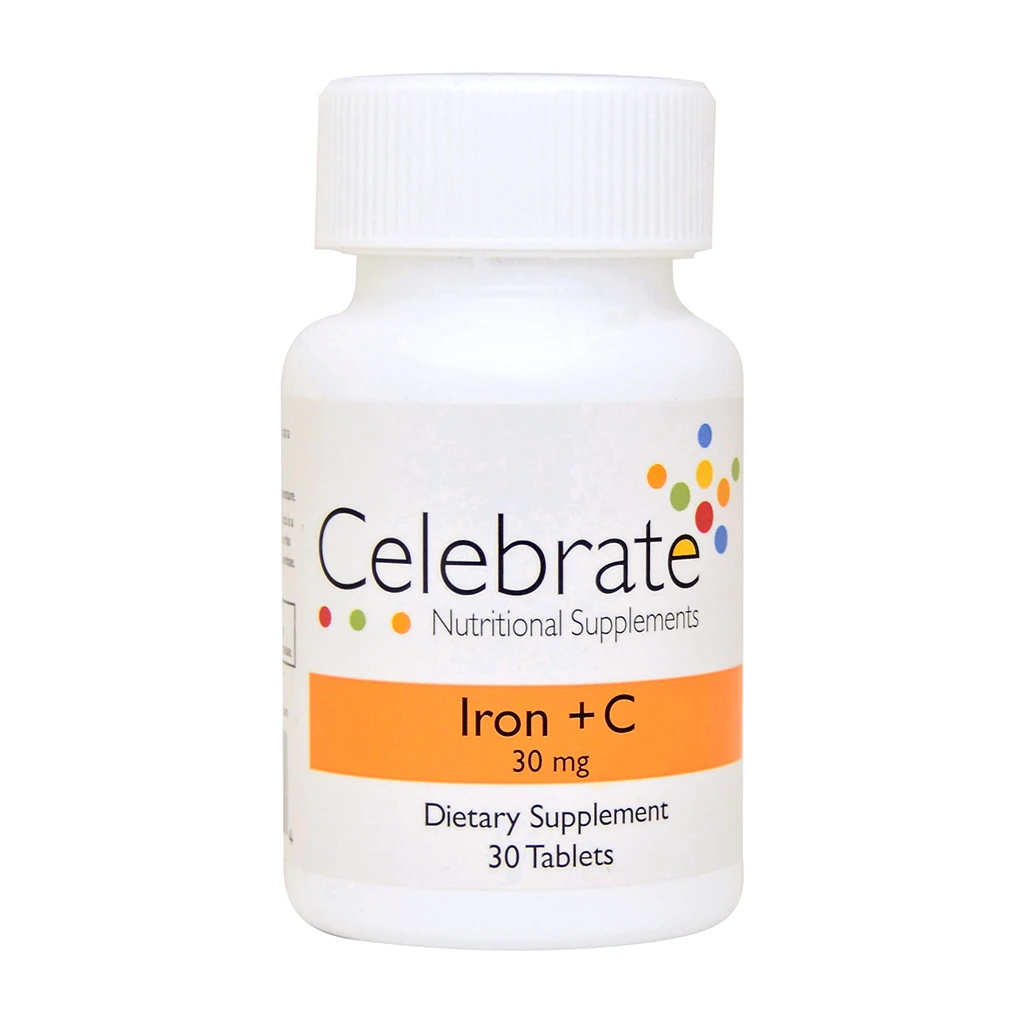 Celebrate
Nutritional Supplements
Iron + C
30 mg
Dietary Supplement
30 Tablets